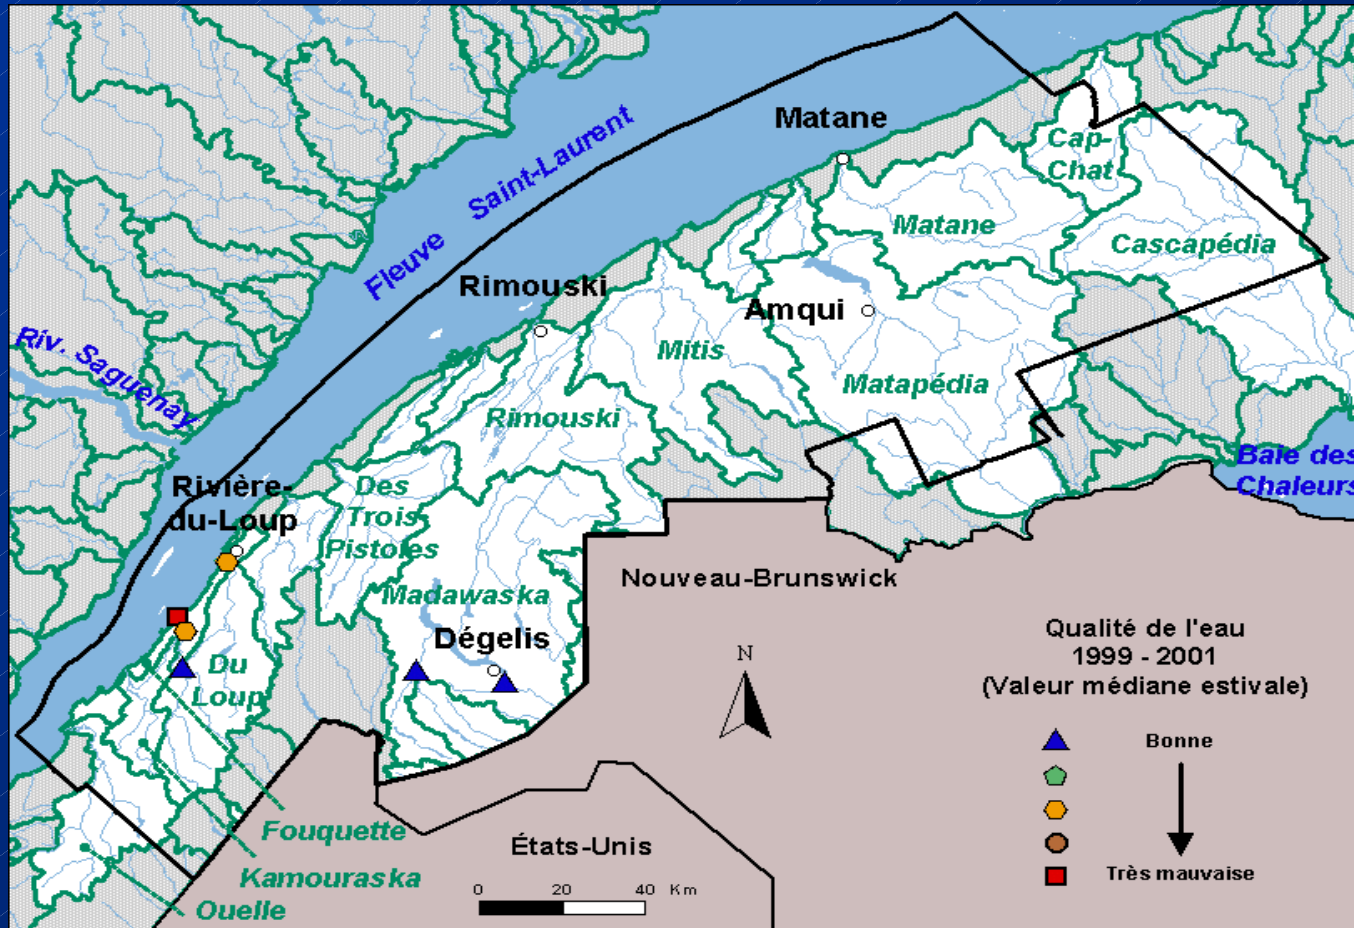 Matane
Cap-
Chat
Fleuve Saint-Laurent
Matane
Cascapédia
Rimouski
Amqui
Riv. Saguenay
Mitis
Matapédia
Rimouski
Baie des
Chaleurs
Rivière-
du-Loup
Des
Trois
Pistoles
Nouveau-Brunswick
Madawaska
Dégelis
Du
Loup
N
Qualité de l'eau
1999 - 2001
(Valeur médiane estivale)
Bonne
Très mauvaise
Fouquette
Kamouraska
Ouelle
États-Unis
0 20 40 Km